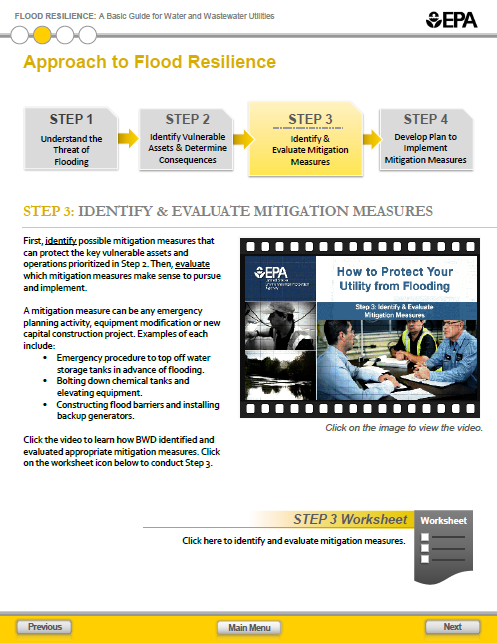 FLOOD RESILIENCE: A Basic Guide for Water and Wastewater Utilities
EPA
Approach to Flood Resilience
STEP 1
Understand the
Threat of
Flooding
STEP 2
Identify Vulnerable
Assets & Determine
Consequences
STEP 3
Identify &
Evaluate Mitigation
Measures
STEP 4
Develop Plan to
Implement
Mitigation Measures
STEP 3: IDENTIFY & EVALUATE MITIGATION MEASURES
First, identify possible mitigation measures that
can protect the key vulnerable assets and
operations prioritized in Step 2. Then, evaluate
which mitigation measures make sense to pursue
and implement.
A mitigation measure can be any emergency
planning activity, equipment modification or new
capital construction project. Examples of each
include:
• Emergency procedure to top off water
storage tanks in advance of flooding.
• Bolting down chemical tanks and
elevating equipment.
• Constructing flood barriers and installing
backup generators.
Click the video to learn how BWD identified and
evaluated appropriate mitigation measures. Click
on the worksheet icon below to conduct Step 3.
EPA
How to Protect Your
Utility from Flooding
Step 3: Identify & Evaluate
Mitigation Measures
Click on the image to view the video.
STEP 3 Worksheet
Worksheet
Click here to identify and evaluate mitigation measures.
Previous
Main Menu
Next